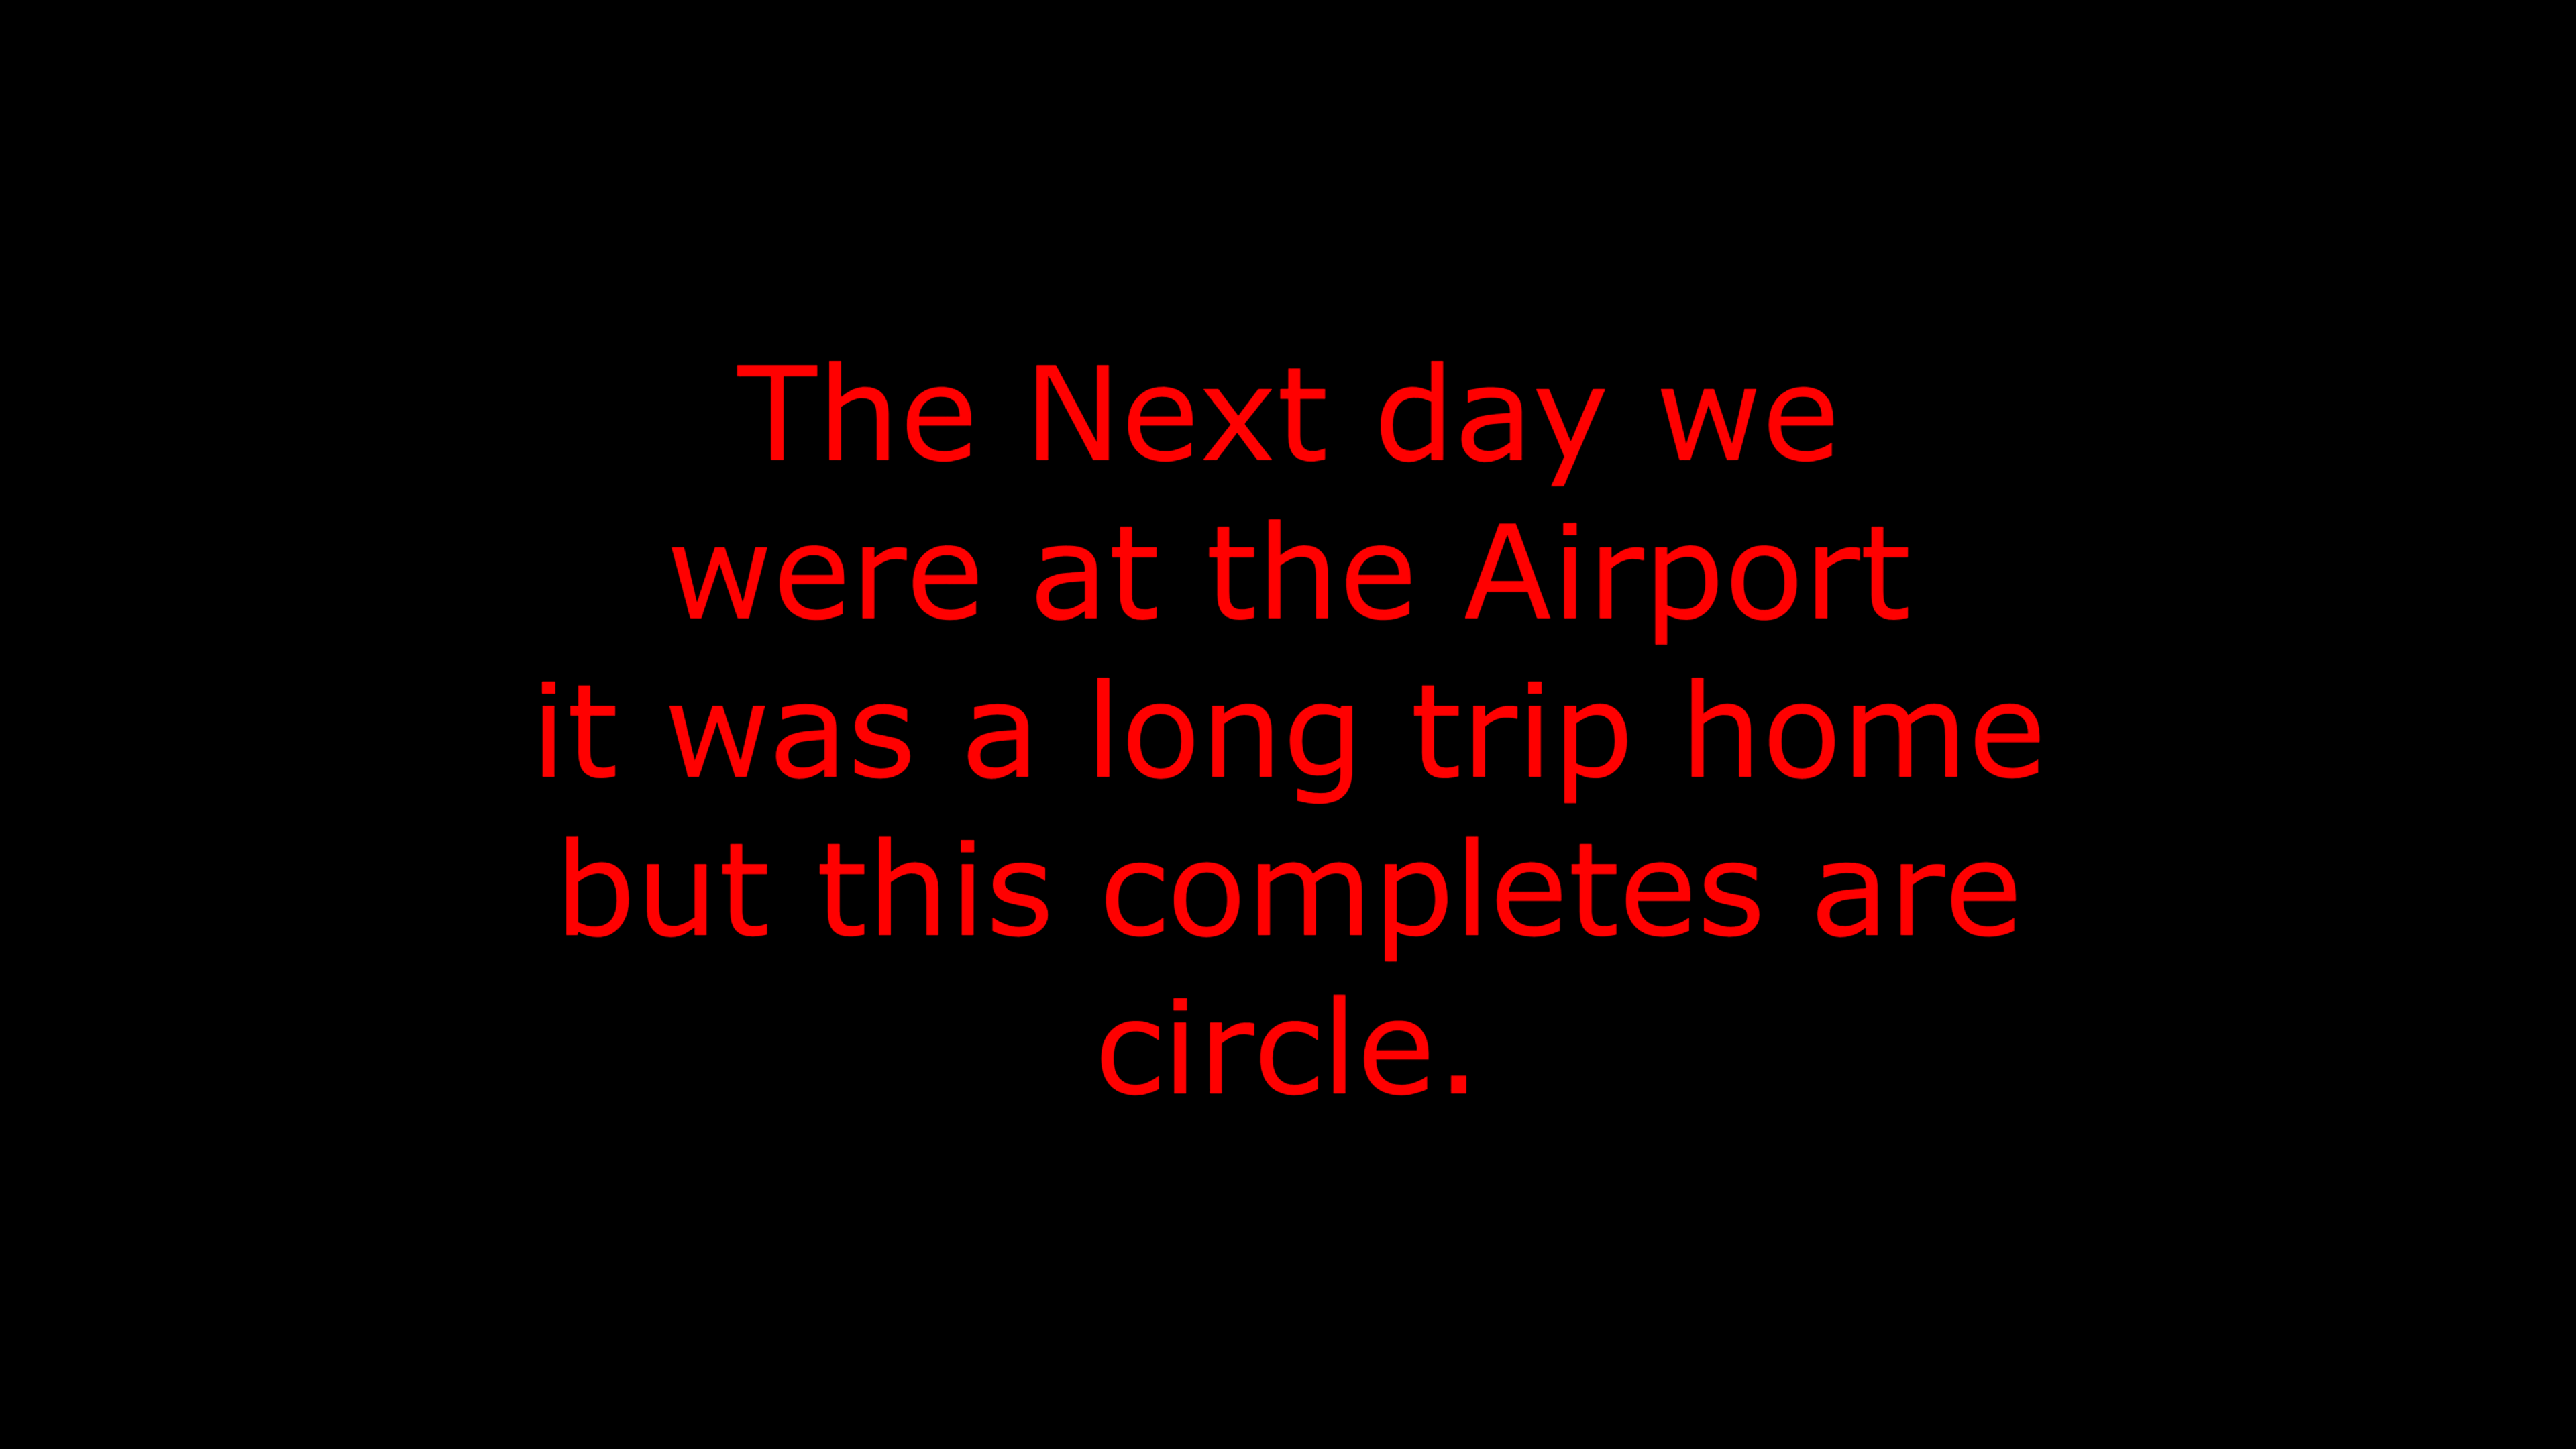 The Next day we
were at the Airport
it was a long trip home
but this completes are
circle.